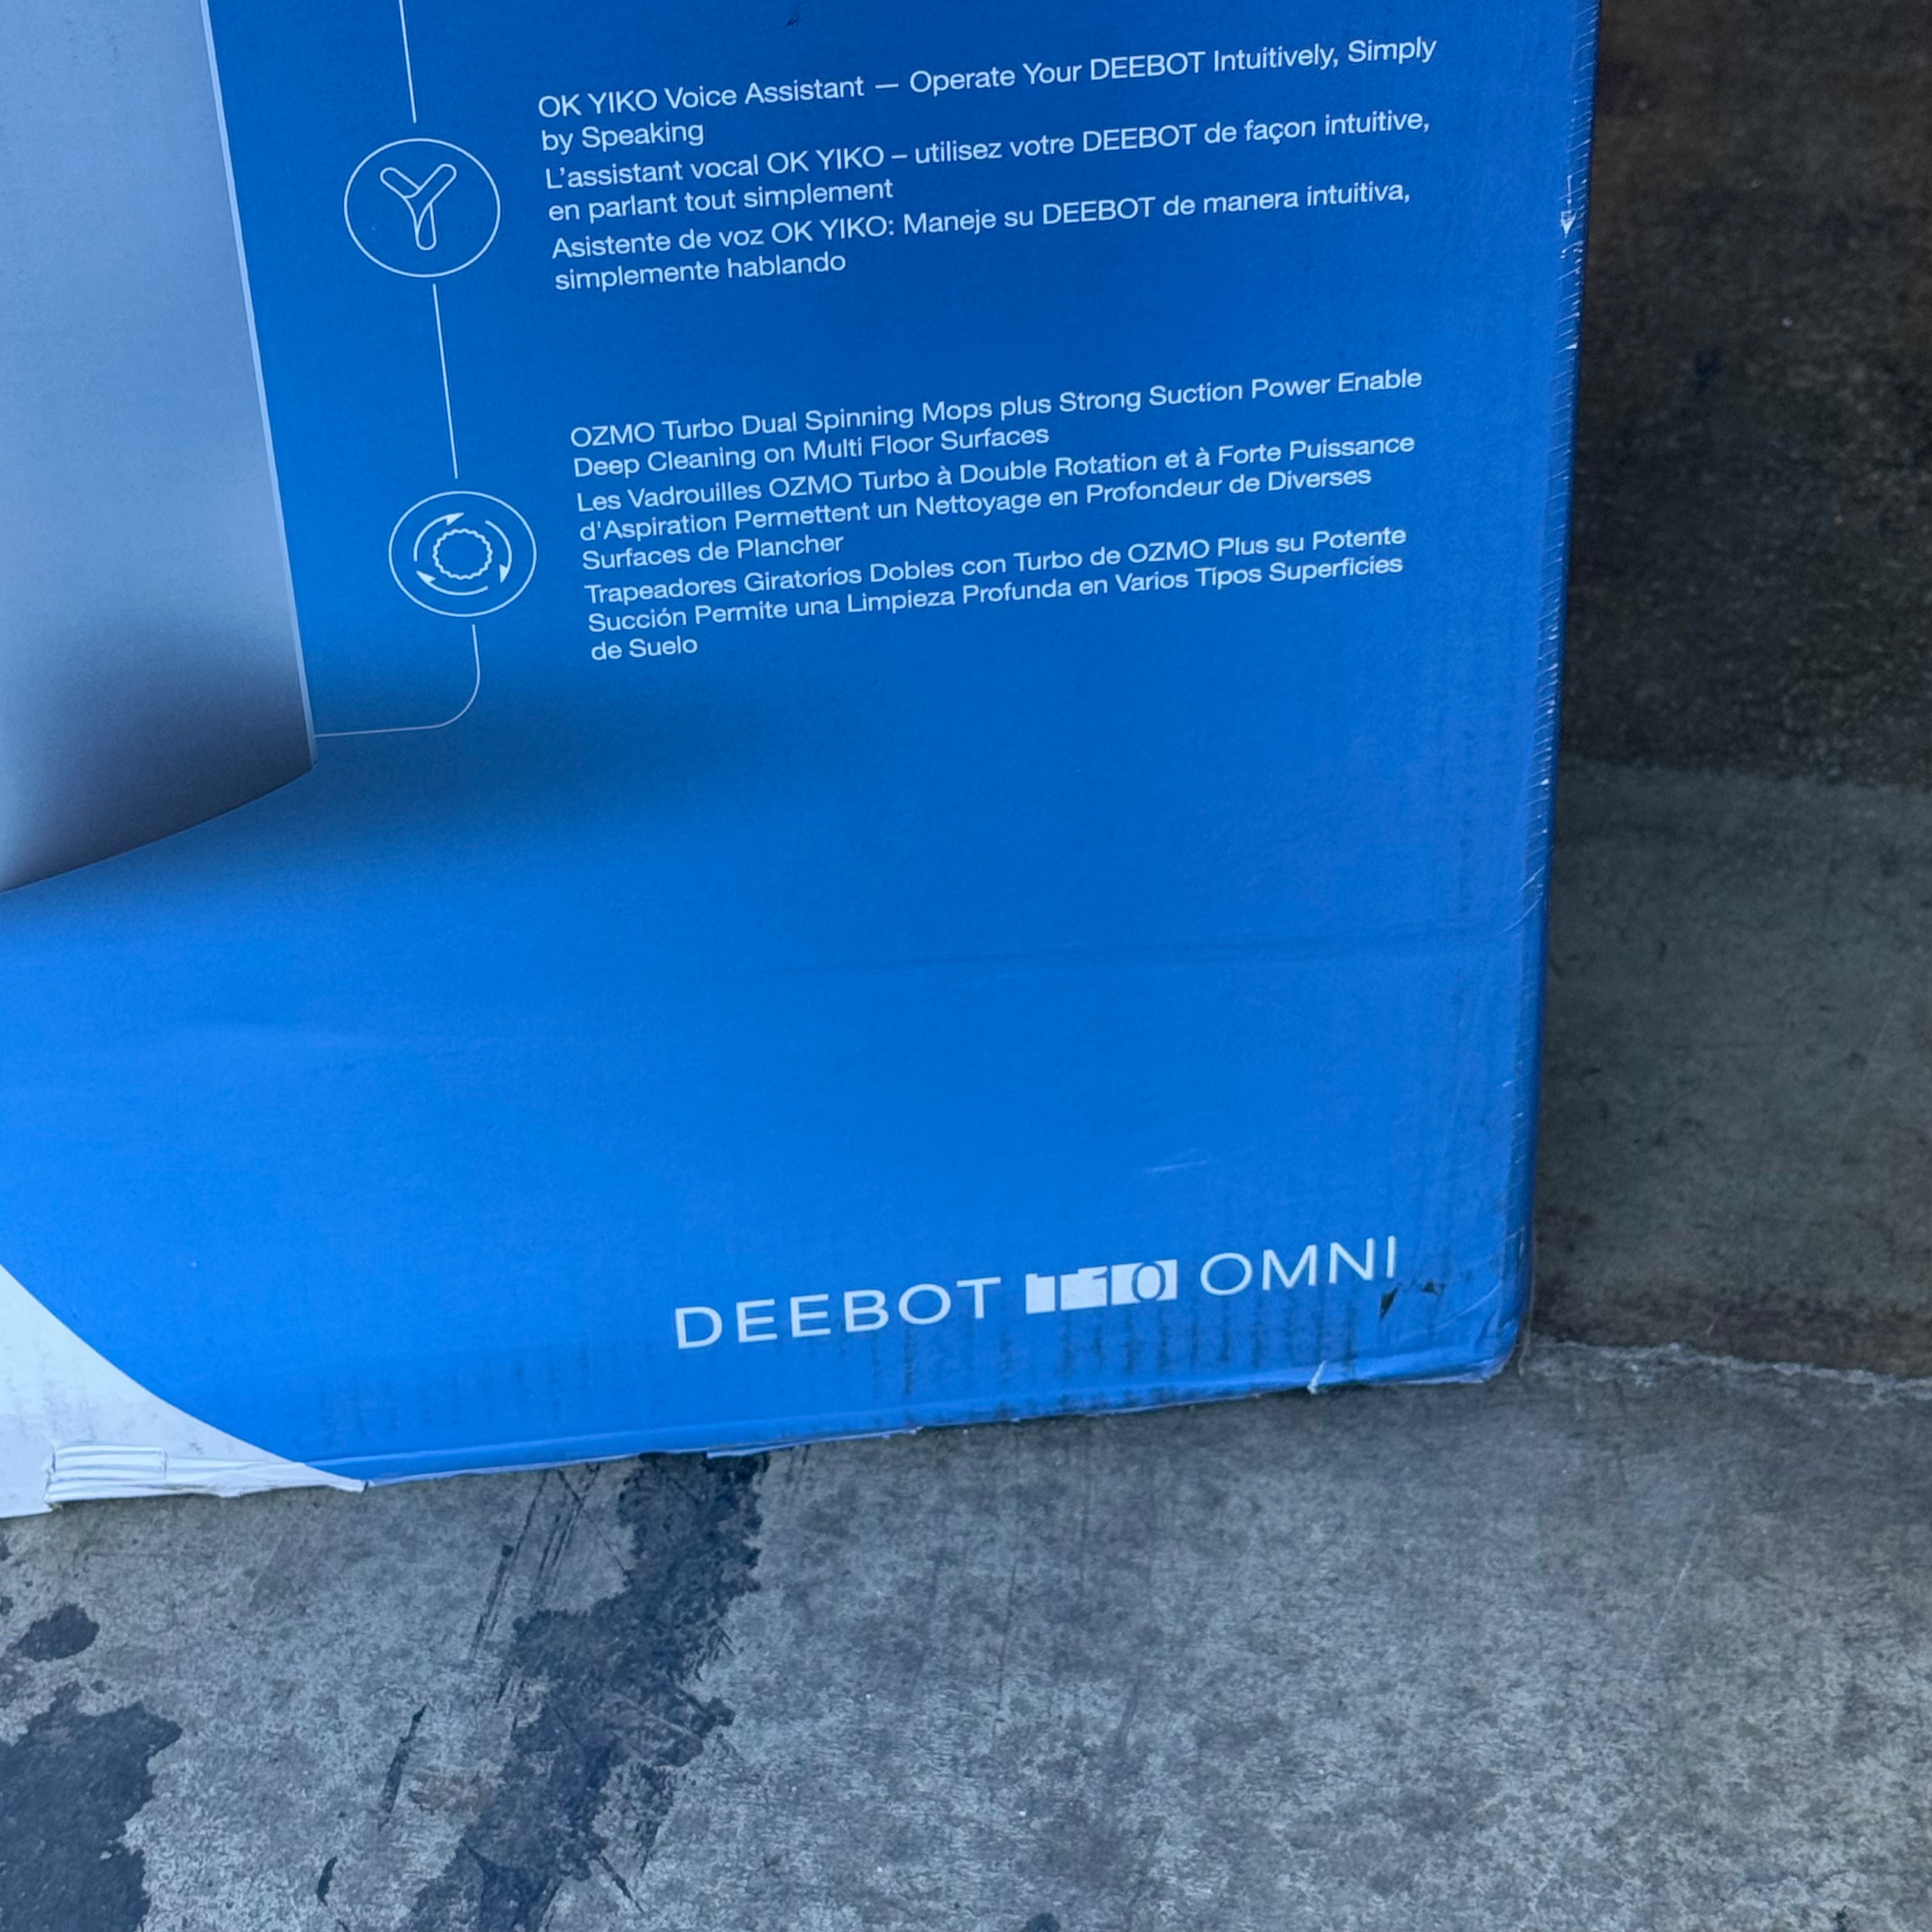 OK YIKO Voice Assistant — Operate Your DEEBOT Intuitively, Simply
by Speaking
L'assistant vocal OK YIKO – utilisez votre DEEBOT de façon intuitive,
en parlant tout simplement
Asistente de voz OK YIKO: Maneje su DEEBOT de manera intuitiva,
simplemente hablando
OZMO Turbo Dual Spinning Mops plus Strong Suction Power Enable
Deep Cleaning on Multi Floor Surfaces
Les Vadrouilles OZMO Turbo à Double Rotation et à Forte Puissance
d'Aspiration Permettent un Nettoyage en Profondeur de Diverses
Surfaces de Plancher
Trapeadores Giratorios Dobles con Turbo de OZMO Plus su Potente
Succión Permite una Limpieza Profunda en Varios Tipos Superficies
de Suelo
DEEBOT T10 OMNI